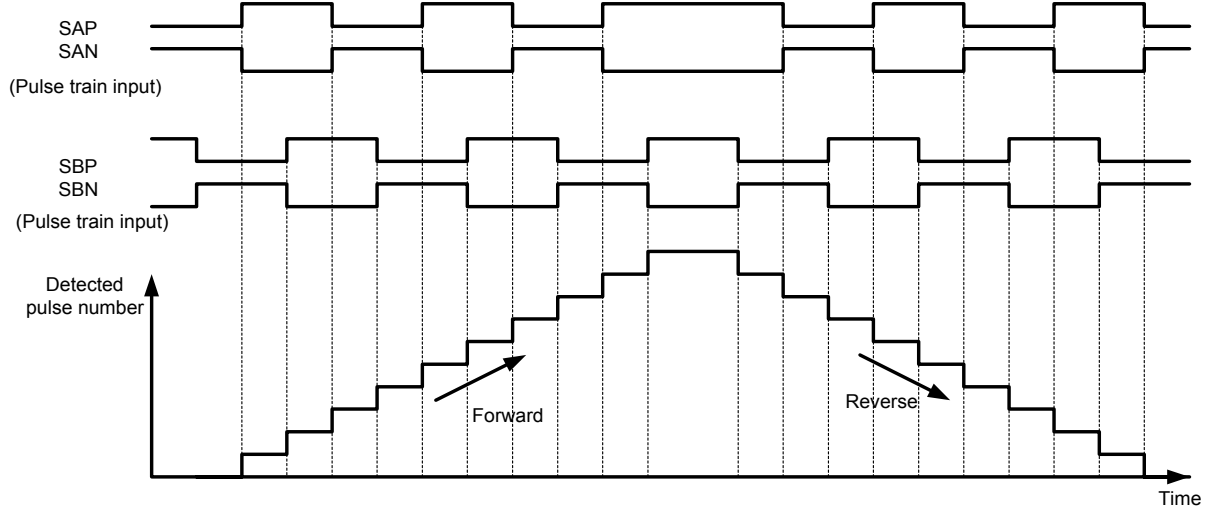 SAP
SAN
(Pulse train input)
SBP
SBN
(Pulse train input)
Detected
pulse number
Forward
Reverse
Time